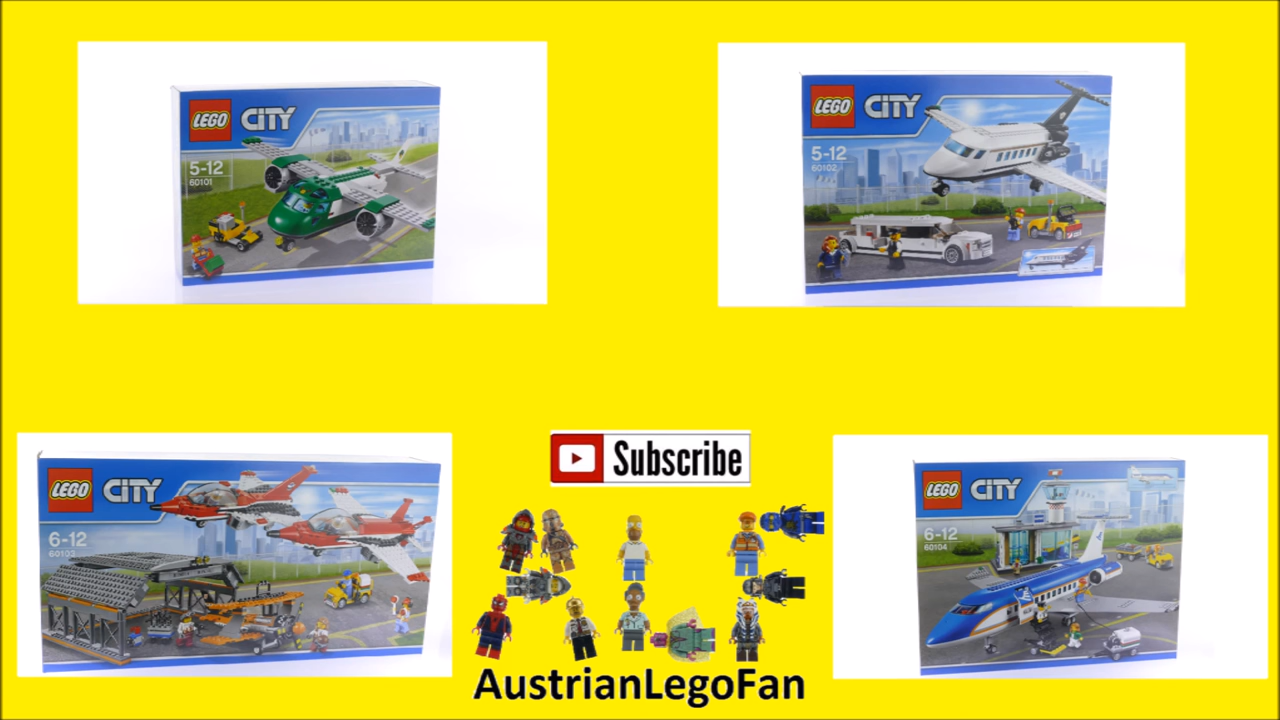 LEGO CITY
5-12
60101
LEGO CITY
5-12
60102
LEGO CITY
6-12
60103
Subscribe
LEGO CITY
6-12
60104
AustrianLegoFan